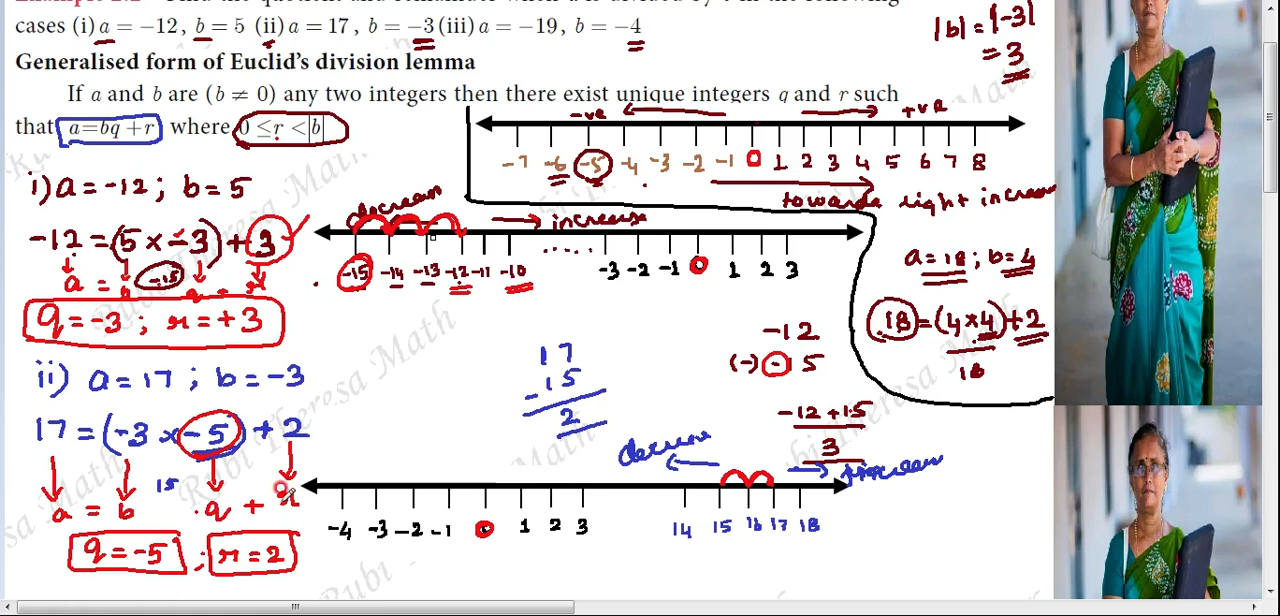 cases (i) a = −12, b = 5 (ii) a = 17, b = −3 (iii) a = −19, b = −4
Generalised form of Euclid's division lemma
If a and b are (b ≠ 0) any two integers then there exist unique integers q and r such
that a=bq+r where 0 ≤ r < |b|
|b| = |-3|
= 3
-ve
+ve
-7 -6 -5 -4 -3 -2 -1 0 1 2 3 4 5 6 7 8
towards right increase
i) a = -12 ; b = 5
-12 = (5 × -3) + 3
-15
q = -3 ; r = +3
increase
-15 -14 -13 -12 -11 -10 .... -3 -2 -1 0 1 2 3
a = 18 ; b = 4
18 = (4 × 4) + 2
-12
(-) - 15
-12 + 15
3
ii) a = 17 ; b = -3
17 = (-3 × -5) + 2
15
a = b q + r
q = -5 ; r = 2
17
- 15
2
-4 -3 -2 -1 0 1 2 3 14 15 16 17 18
Rubi Theresa Math